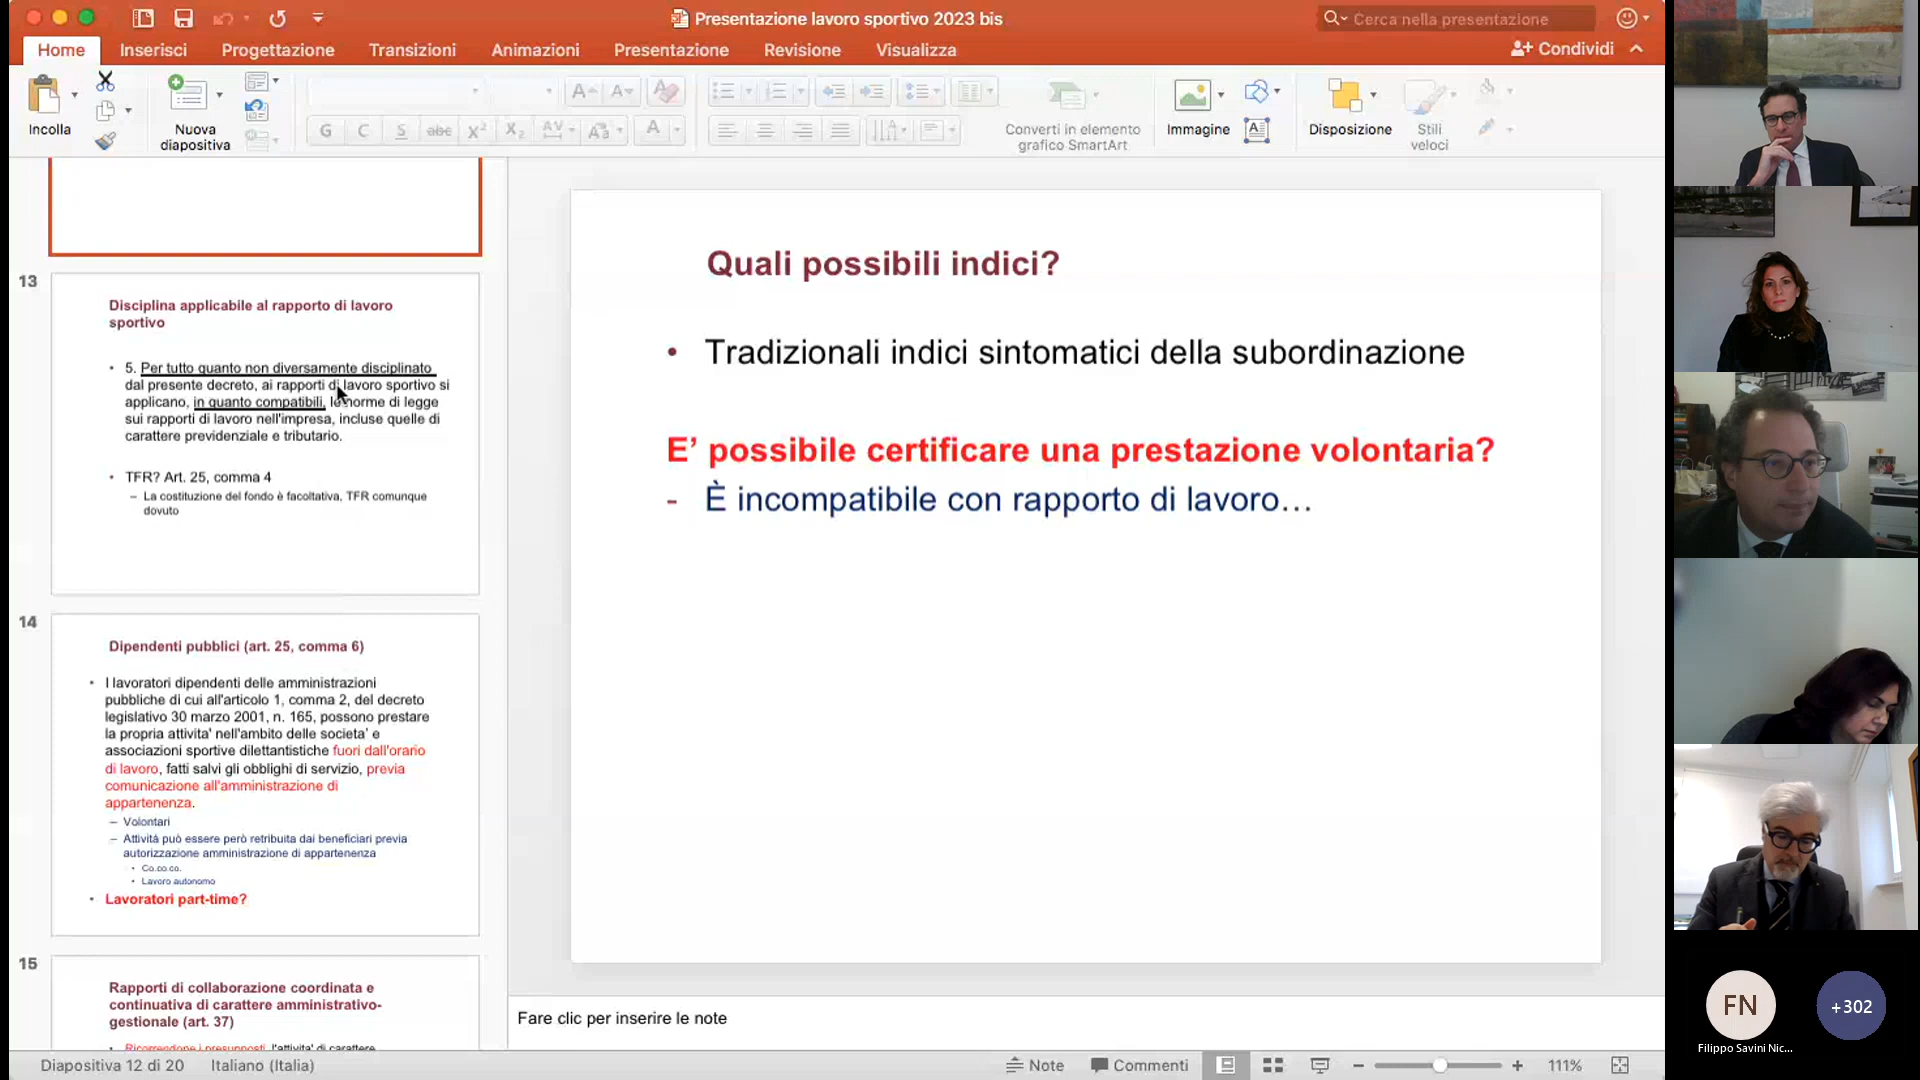 Presentazione lavoro sportivo 2023 bis
Cerca nella presentazione
Home Inserisci Progettazione Transizioni Animazioni Presentazione Revisione Visualizza
Condividi
Incolla
Nuova
diapositiva
G C S abc X² X₂ AV Aa A
Converti in elemento
grafico SmartArt
Immagine
Disposizione
Stili
veloci
13
Disciplina applicabile al rapporto di lavoro
sportivo
• 5. Per tutto quanto non diversamente disciplinato
dal presente decreto, ai rapporti di lavoro sportivo si
applicano, in quanto compatibili, le norme di legge
sui rapporti di lavoro nell'impresa, incluse quelle di
carattere previdenziale e tributario.
• TFR? Art. 25, comma 4
– La costituzione del fondo è facoltativa. TFR comunque
dovuto
14
Dipendenti pubblici (art. 25, comma 6)
• I lavoratori dipendenti delle amministrazioni
pubbliche di cui all'articolo 1, comma 2, del decreto
legislativo 30 marzo 2001, n. 165, possono prestare
la propria attivita' nell'ambito delle societa' e
associazioni sportive dilettantistiche fuori dall'orario
di lavoro, fatti salvi gli obblighi di servizio, previa
comunicazione all'amministrazione di
appartenenza.
– Volontari
– Attività può essere però retribuita dai beneficiari previa
autorizzazione amministrazione di appartenenza
• Co.co.co.
• Lavoro autonomo
• Lavoratori part-time?
15
Rapporti di collaborazione coordinata e
continuativa di carattere amministrativo-
gestionale (art. 37)
• Ricorrendone i presupposti, l'attivita' di carattere
Quali possibili indici?
• Tradizionali indici sintomatici della subordinazione
E’ possibile certificare una prestazione volontaria?
- È incompatibile con rapporto di lavoro…
Fare clic per inserire le note
Diapositiva 12 di 20 Italiano (Italia)
Note Commenti 111%
FN
+302
Filippo Savini Nic...